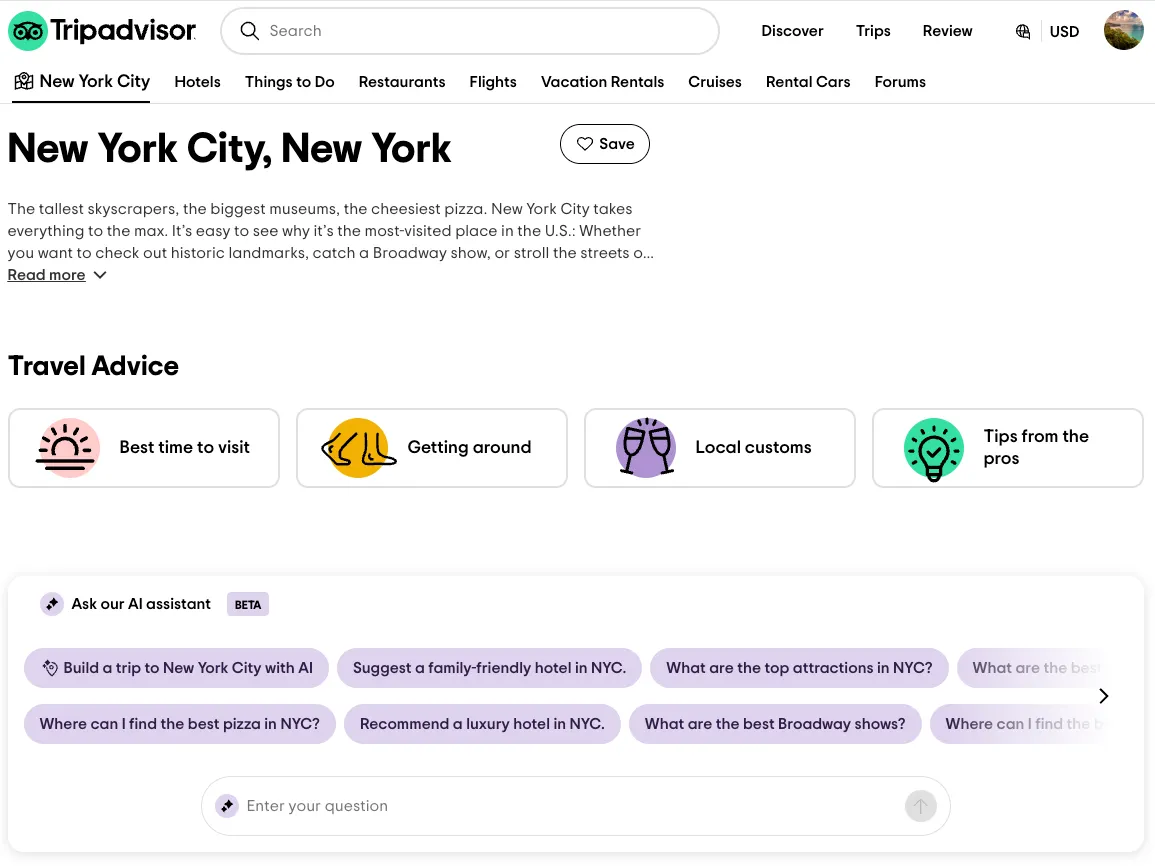 Tripadvisor
Search
Discover
Trips
Review
USD
New York City
Hotels
Things to Do
Restaurants
Flights
Vacation Rentals
Cruises
Rental Cars
Forums
New York City, New York
Save
The tallest skyscrapers, the biggest museums, the cheesiest pizza. New York City takes
everything to the max. It’s easy to see why it’s the most-visited place in the U.S.: Whether
you want to check out historic landmarks, catch a Broadway show, or stroll the streets o…
Read more
Travel Advice
Best time to visit
Getting around
Local customs
Tips from the
pros
Ask our AI assistant
BETA
Build a trip to New York City with AI
Suggest a family-friendly hotel in NYC.
What are the top attractions in NYC?
What are the best
Where can I find the best pizza in NYC?
Recommend a luxury hotel in NYC.
What are the best Broadway shows?
Where can I find the
Enter your question